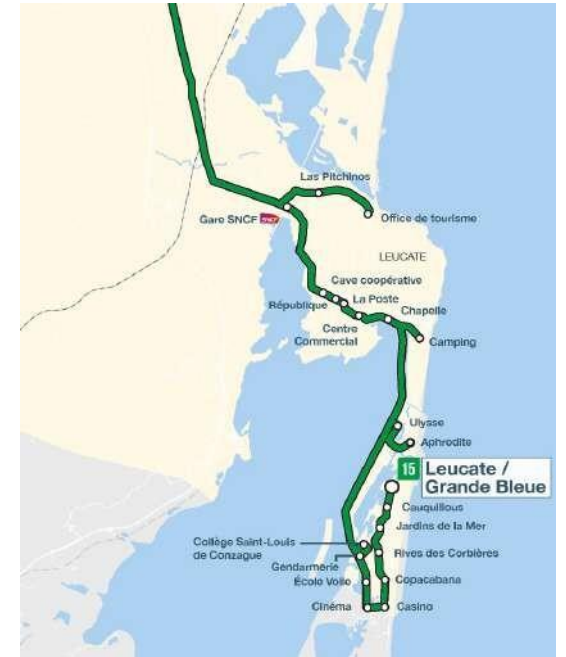 Las Pitchinos
Gare SNCF
SNCF
Office de tourisme
LEUCATE
Cave coopérative
La Poste
République
Chapelle
Centre
Commercial
Camping
Ulysse
Aphrodite
15
Leucate /
Grande Bleue
Cauquillous
Jardins de la Mer
Collège Saint-Louis
de Conzague
Rives des Corbières
Gendarmerie
École Voile
Copacabana
Cinéma
Casino